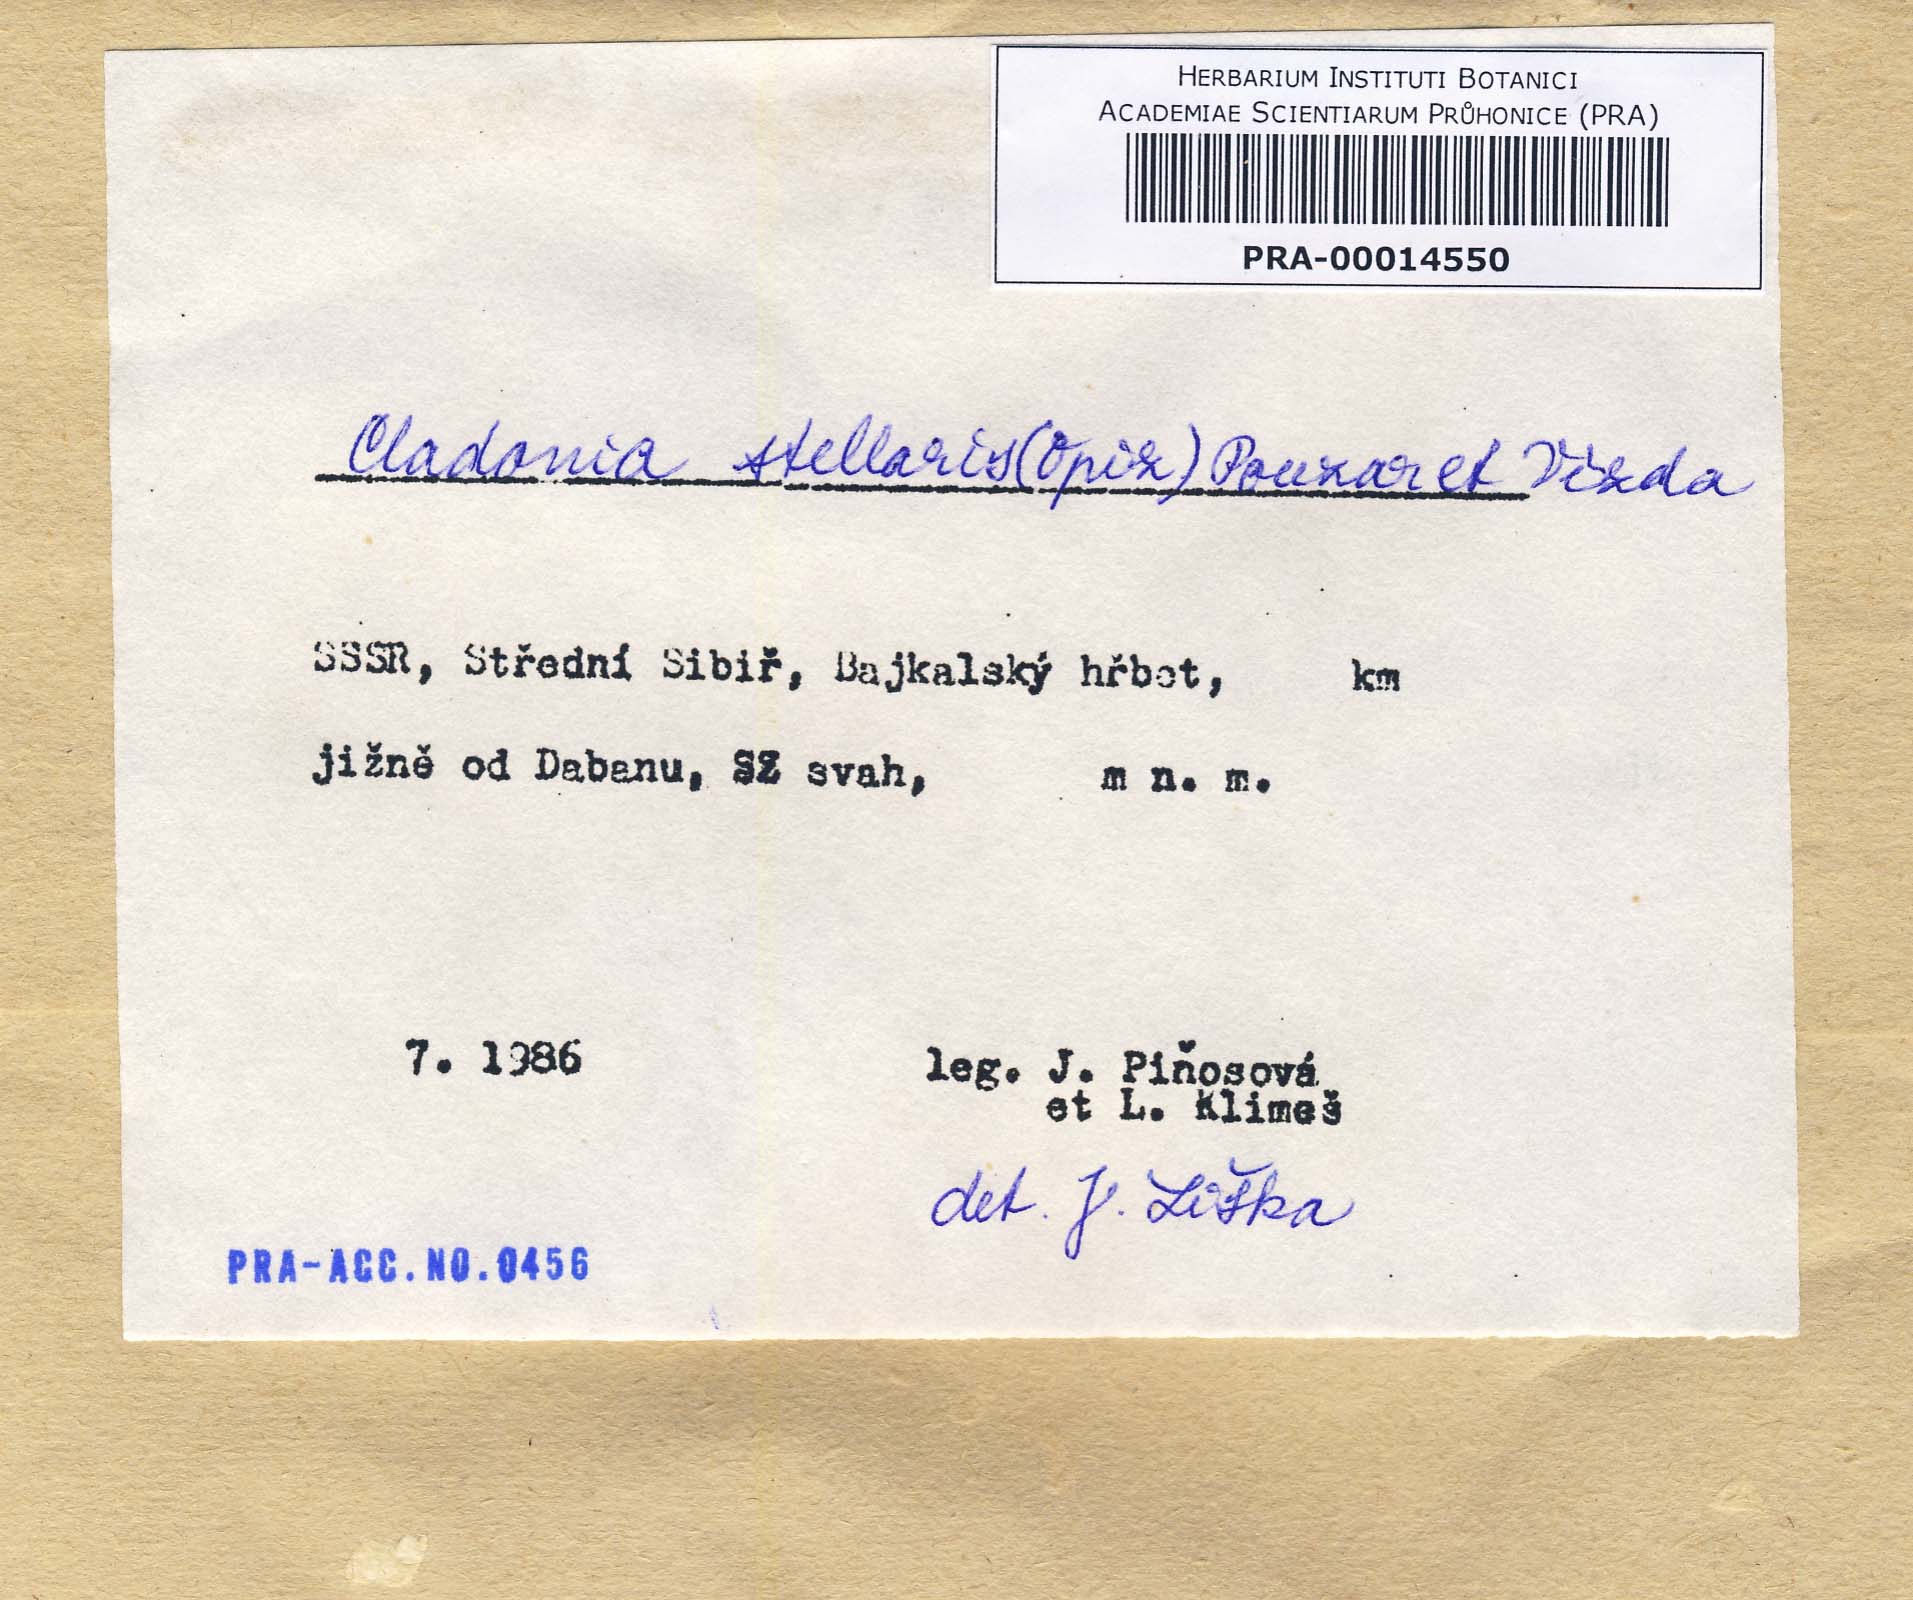 HERBARIUM INSTITUTI BOTANICI
ACADEMIAE SCIENTIARUM PRŮHONICE (PRA)
PRA-00014550
Cladonia stellaris (Opiz) Pouzar et Vězda
SSSR, Střední Sibiř, Bajkalský hřbet, km
jižně od Dabanu, SZ svah, m n. m.
7. 1986
leg. J. Piňosová
et L. Klimeš
det. J. Liška
PRA-ACC.NO.0456